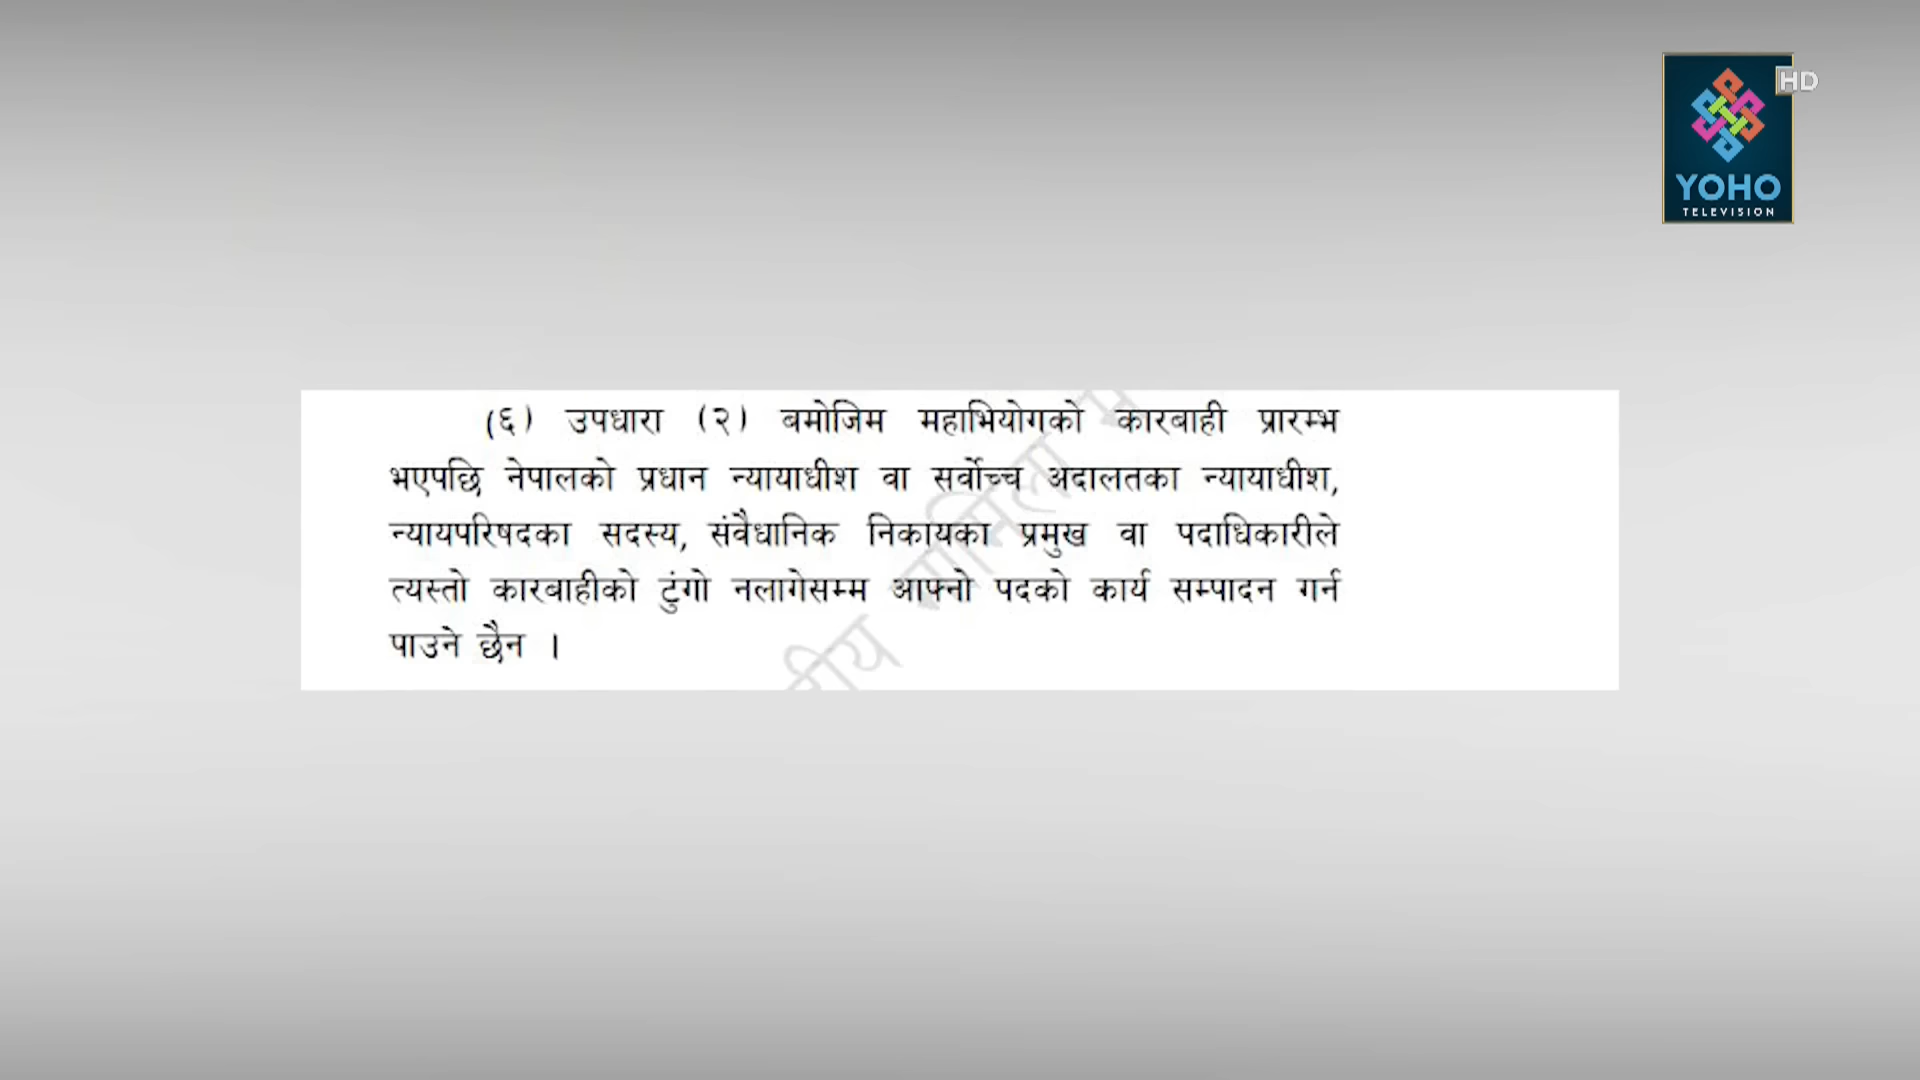 HD
YOHO
TELEVISION
(६) उपधारा (२) बमोजिम महाभियोगको कारबाही प्रारम्भ
भएपछि नेपालको प्रधान न्यायाधीश वा सर्वोच्च अदालतका न्यायाधीश,
न्यायपरिषदका सदस्य, संवैधानिक निकायका प्रमुख वा पदाधिकारीले
त्यस्तो कारबाहीको टुंगो नलागेसम्म आफ्नो पदको कार्य सम्पादन गर्न
पाउने छैन ।